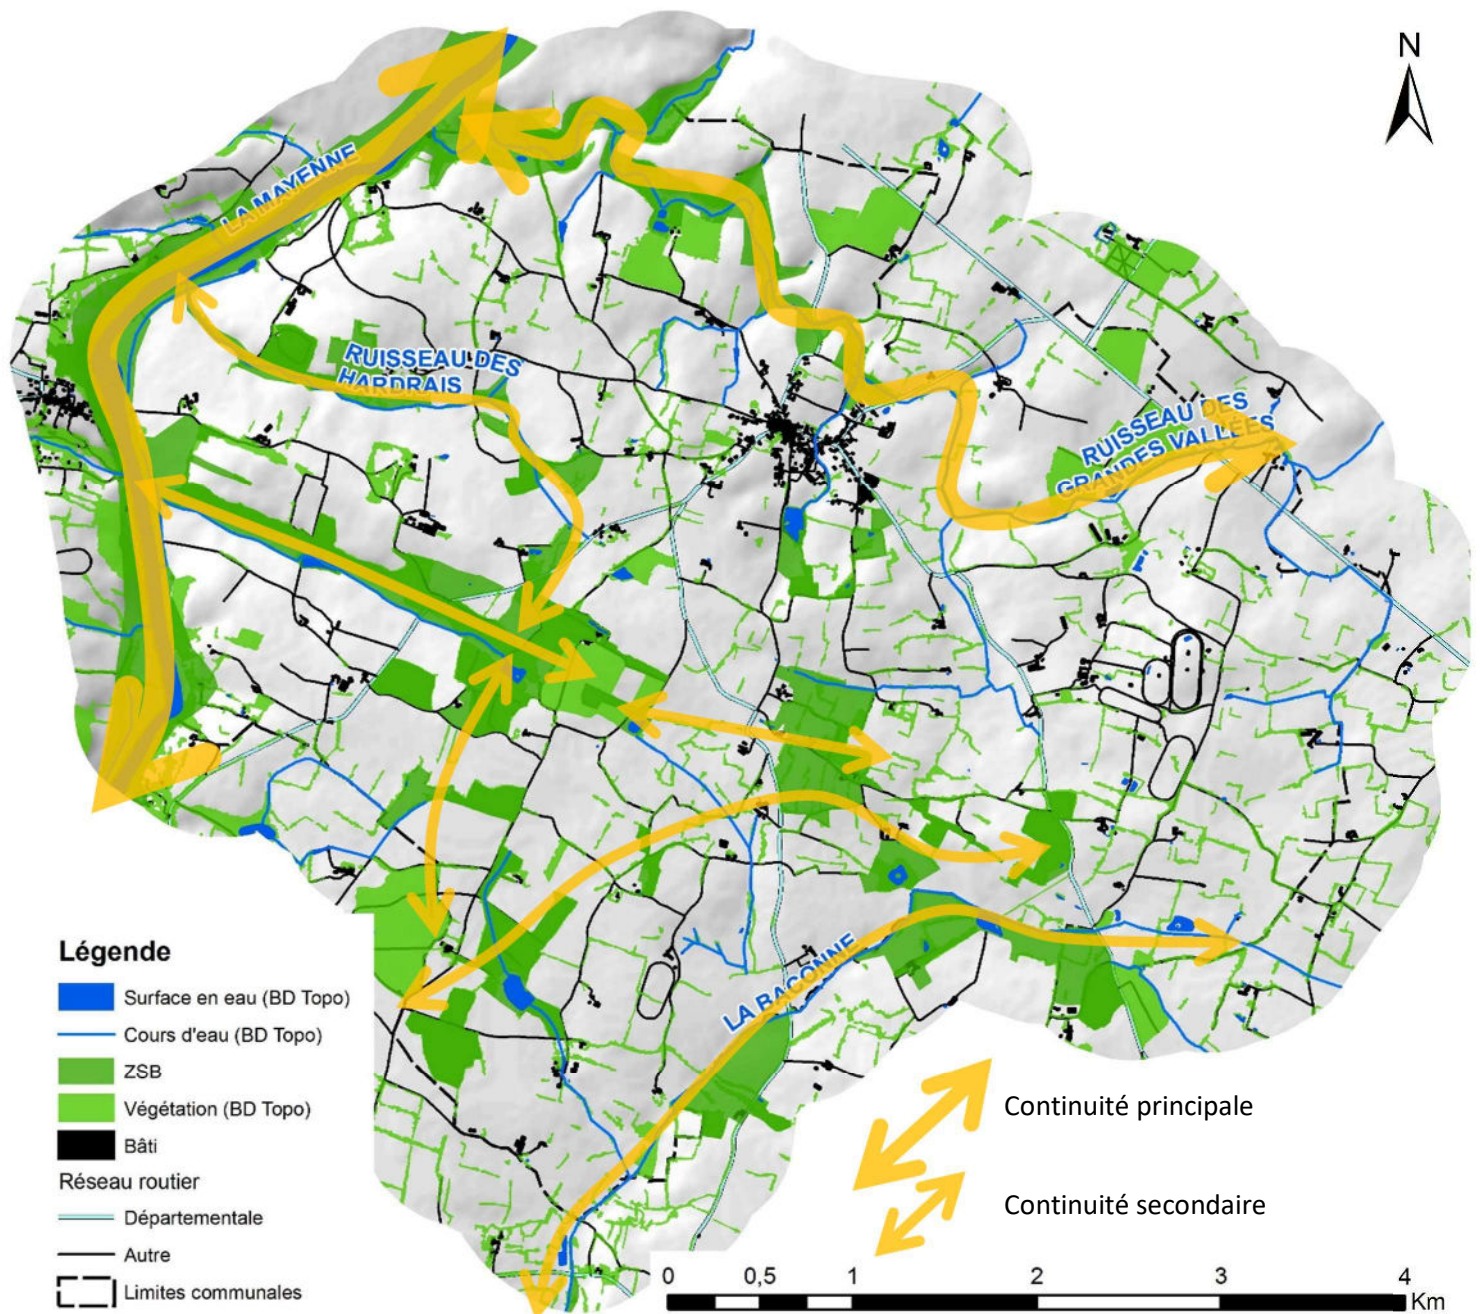 N
LA MAYENNE
RUISSEAU DES
HARDRAIS
RUISSEAU DES
GRANDES VALLÉES
LA BACONNE
Légende
Surface en eau (BD Topo)
Cours d'eau (BD Topo)
ZSB
Végétation (BD Topo)
Bâti
Réseau routier
Départementale
Autre
Limites communales
Continuité principale
Continuité secondaire
0 0,5 1 2 3 4
Km